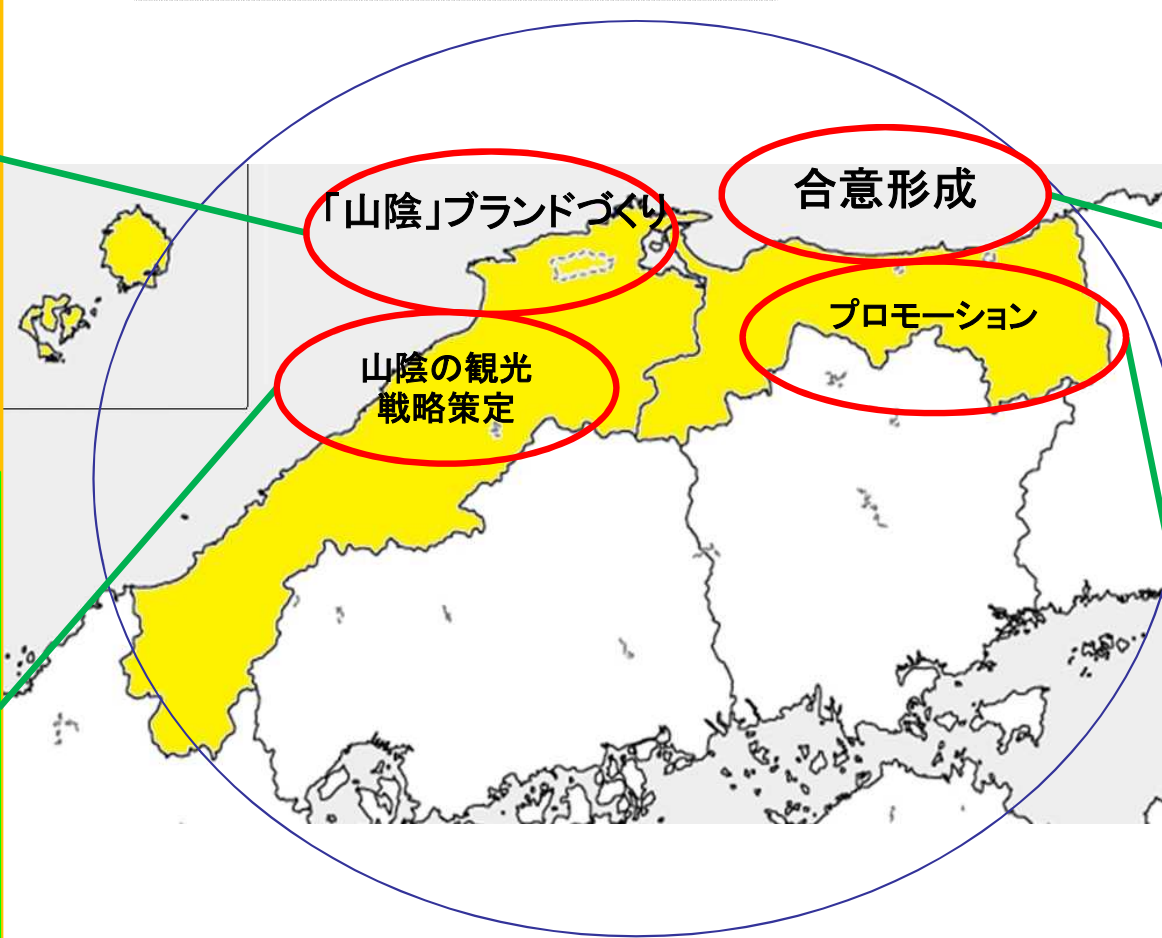 「山陰」ブランドづくり
合意形成
プロモーション
山陰の観光
戦略策定